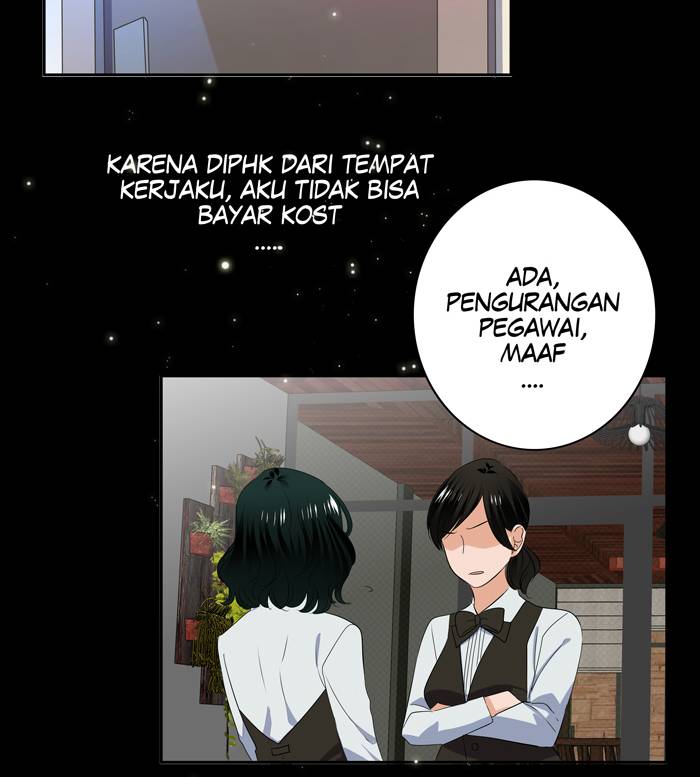 KARENA DIPHK DARI TEMPAT
KERJAKU, AKU TIDAK BISA
BAYAR KOST
.....
ADA,
PENGURANGAN
PEGAWAI,
MAAF
....